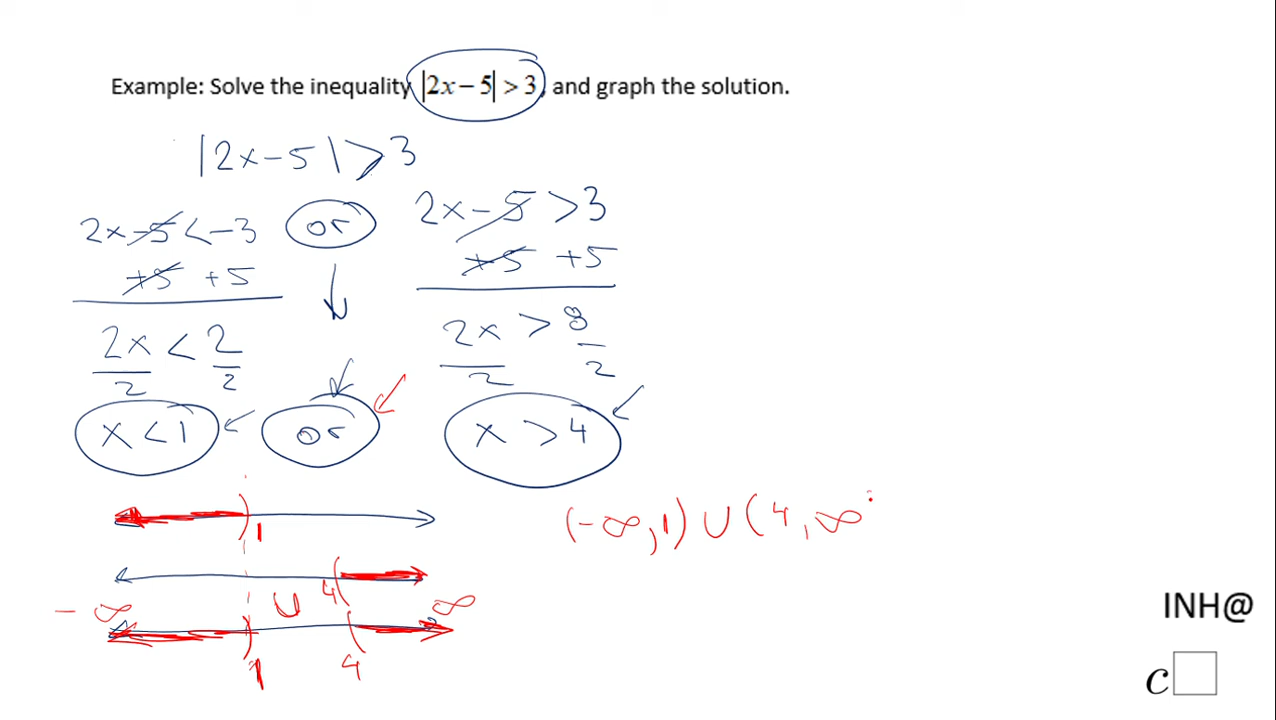 Example: Solve the inequality |2x − 5| > 3, and graph the solution.
|2x-5|>3
2x-5<-3 or 2x-5>3
+5 +5 +5 +5
2x < 2 2x > 8
2 2 2 2
x<1 or x>4
1
4
-∞ U ∞
1 4
(-∞,1)U(4,∞
INH@
c